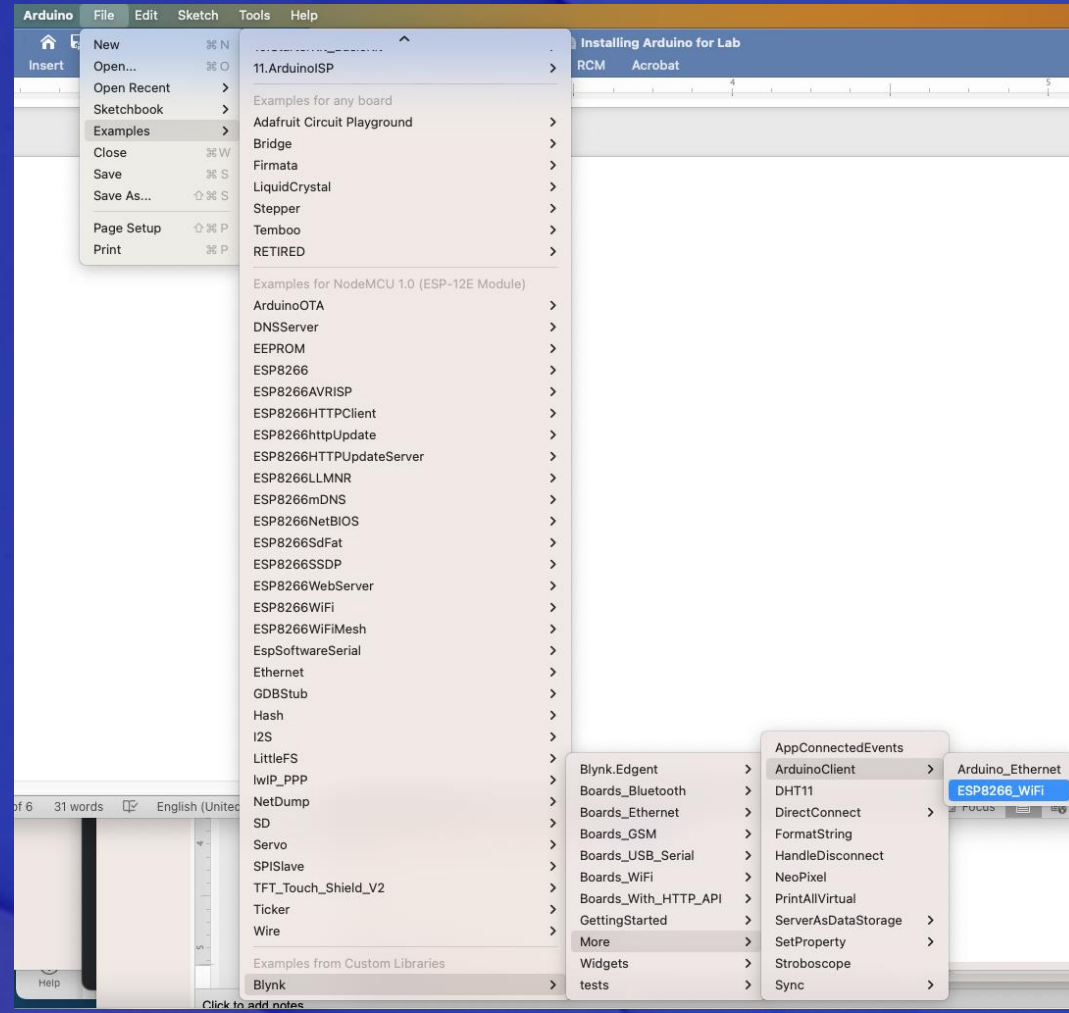 Arduino File Edit Sketch Tools Help
Installing Arduino for Lab
Insert
RCM Acrobat
New ⌘ N
Open... ⌘ O
Open Recent >
Sketchbook >
Examples >
Close ⌘ W
Save ⌘ S
Save As... ⇧ ⌘ S
Page Setup ⇧ ⌘ P
Print ⌘ P
11.ArduinoISP >
Examples for any board
Adafruit Circuit Playground >
Bridge >
Firmata >
LiquidCrystal >
Stepper >
Temboo >
RETIRED >
Examples for NodeMCU 1.0 (ESP-12E Module)
ArduinoOTA >
DNSServer >
EEPROM >
ESP8266 >
ESP8266AVRISP >
ESP8266HTTPClient >
ESP8266httpUpdate >
ESP8266HTTPUpdateServer >
ESP8266LLMNR >
ESP8266mDNS >
ESP8266NetBIOS >
ESP8266SdFat >
ESP8266SSDP >
ESP8266WebServer >
ESP8266WiFi >
ESP8266WiFiMesh >
EspSoftwareSerial >
Ethernet >
GDBStub >
Hash >
I2S >
LittleFS >
lwIP_PPP >
NetDump >
SD >
Servo >
SPISlave >
TFT_Touch_Shield_V2 >
Ticker >
Wire >
Examples from Custom Libraries
Blynk >
Blynk.Edgent >
Boards_Bluetooth >
Boards_Ethernet >
Boards_GSM >
Boards_USB_Serial >
Boards_WiFi >
Boards_With_HTTP_API >
GettingStarted >
More >
Widgets >
tests >
AppConnectedEvents
ArduinoClient >
DHT11
DirectConnect >
FormatString
HandleDisconnect
NeoPixel
PrintAllVirtual
ServerAsDataStorage >
SetProperty >
Stroboscope
Sync >
Arduino_Ethernet
ESP8266_WiFi
Focus
4
5
of 6 31 words English (United
4
5
Help
Click to add notes